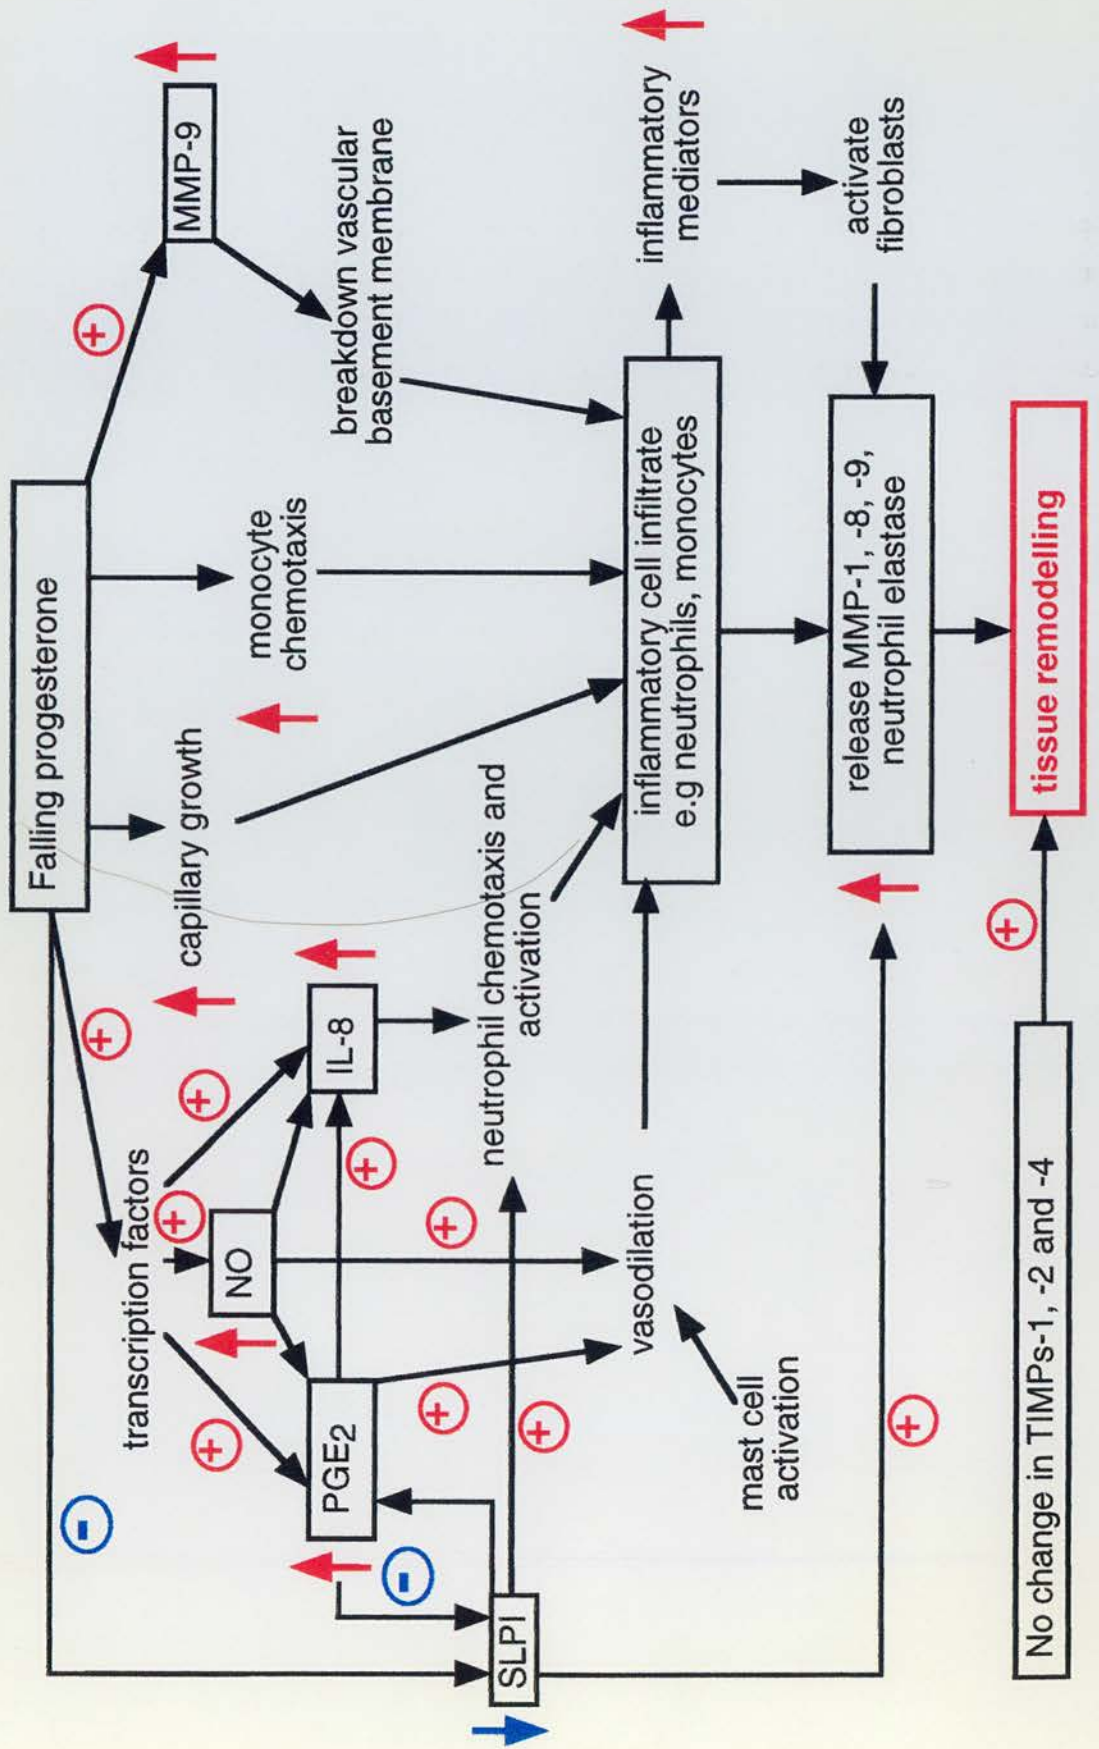 Falling progesterone
+
-
+
MMP-9
transcription factors
capillary growth
monocyte
chemotaxis
breakdown vascular
basement membrane
+
+
+
NO
PGE2
IL-8
+
-
+
+
+
SLPI
neutrophil chemotaxis and
activation
vasodilation
mast cell
activation
inflammatory cell infiltrate
e.g neutrophils, monocytes
inflammatory
mediators
activate
fibroblasts
release MMP-1, -8, -9,
neutrophil elastase
+
No change in TIMPs-1, -2 and -4
+
tissue remodelling